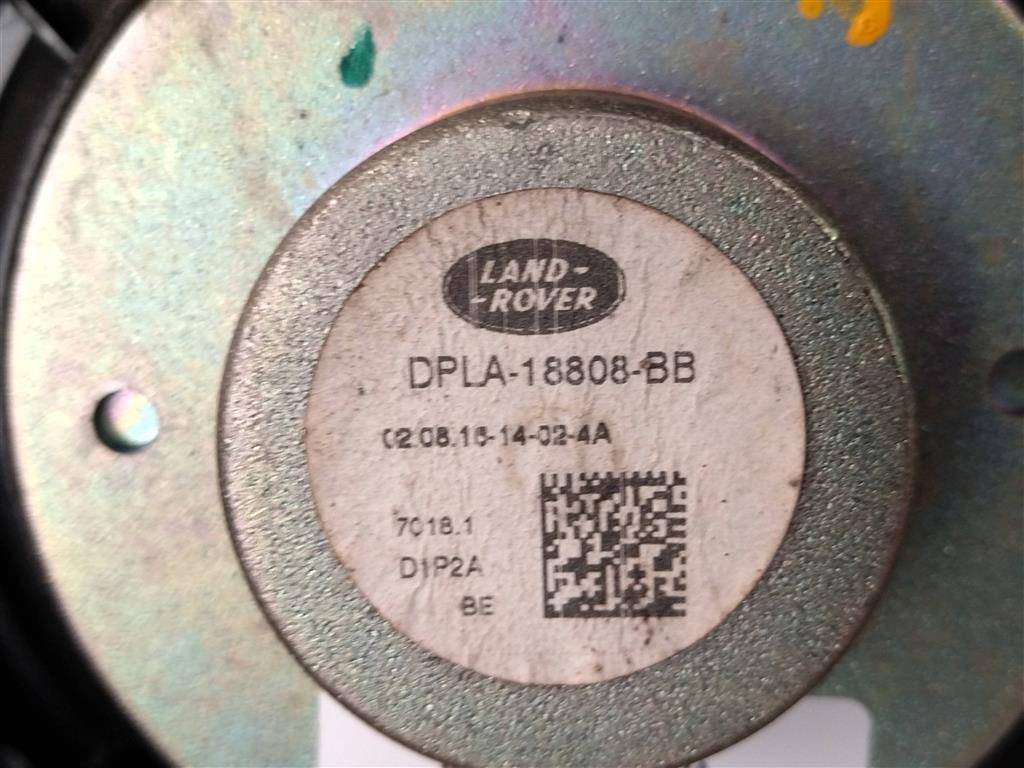 LAND-
-ROVER
DPLA-18808-BB
02.08.16-14-02-4A
7018.1
D1P2A
BE